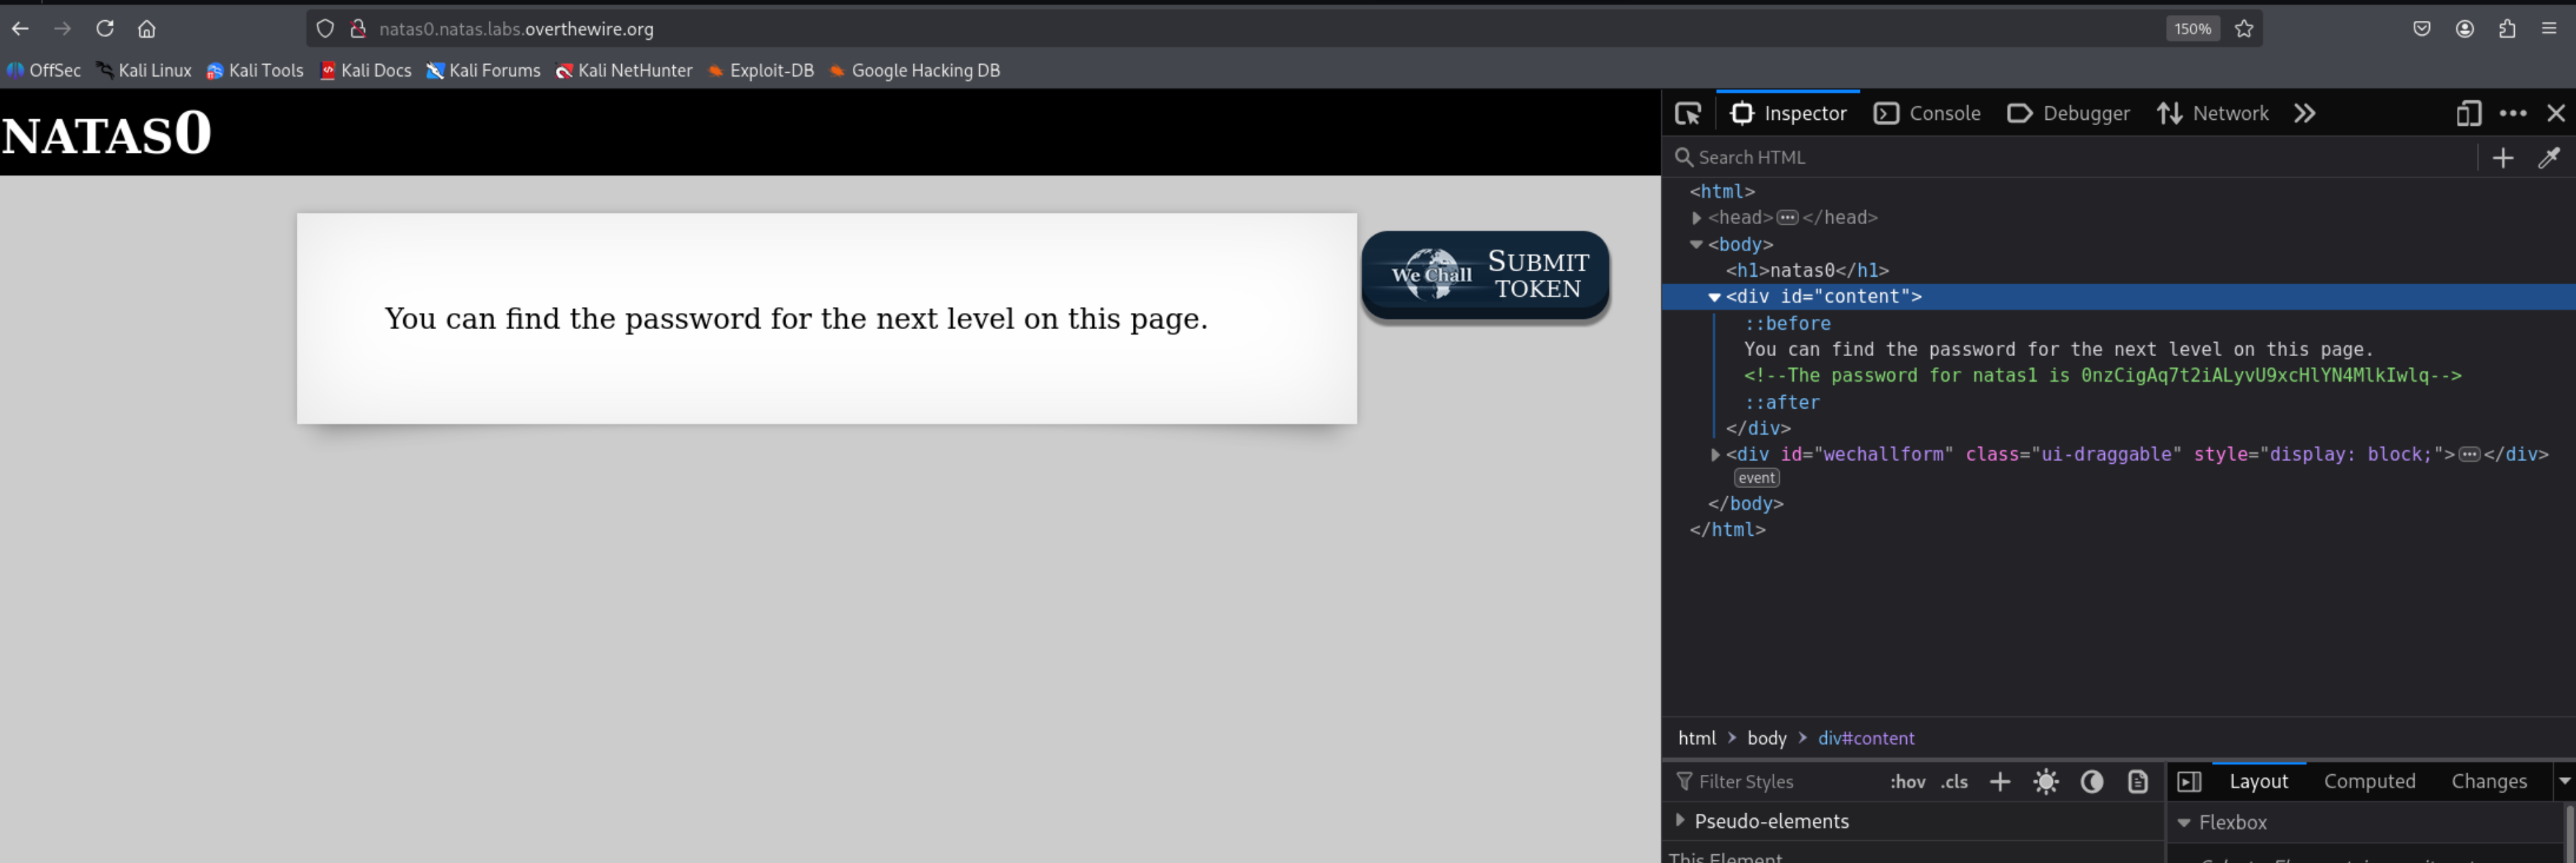 natas0.natas.labs.overthewire.org
150%
OffSec Kali Linux Kali Tools Kali Docs Kali Forums Kali NetHunter Exploit-DB Google Hacking DB
NATAS0
You can find the password for the next level on this page.
We Chall
SUBMIT
TOKEN
Inspector Console Debugger Network
Search HTML
<html>
<head>···</head>
<body>
<h1>natas0</h1>
<div id="content">
::before
You can find the password for the next level on this page.
<!--The password for natas1 is 0nzCigAq7t2iALyvU9xcHlYN4MlkIwlq-->
::after
</div>
<div id="wechallform" class="ui-draggable" style="display: block;">···</div>
event
</body>
</html>
html > body > div#content
Filter Styles :hov .cls
Layout Computed Changes
Pseudo-elements
Flexbox
This Element